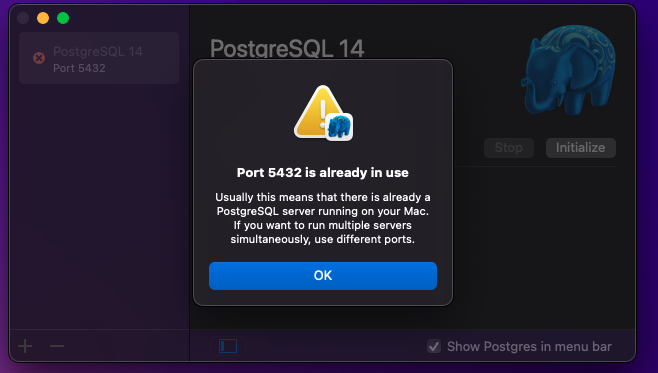 PostgreSQL 14
Port 5432
PostgreSQL 14
Stop
Initialize
Port 5432 is already in use
Usually this means that there is already a
PostgreSQL server running on your Mac.
If you want to run multiple servers
simultaneously, use different ports.
OK
Show Postgres in menu bar